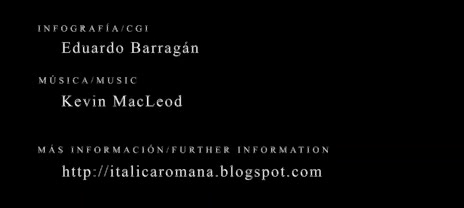 INFOGRAFÍA/CGI
Eduardo Barragán
MÚSICA/MUSIC
Kevin MacLeod
MÁS INFORMACIÓN/FURTHER INFORMATION
http://italicaromana.blogspot.com